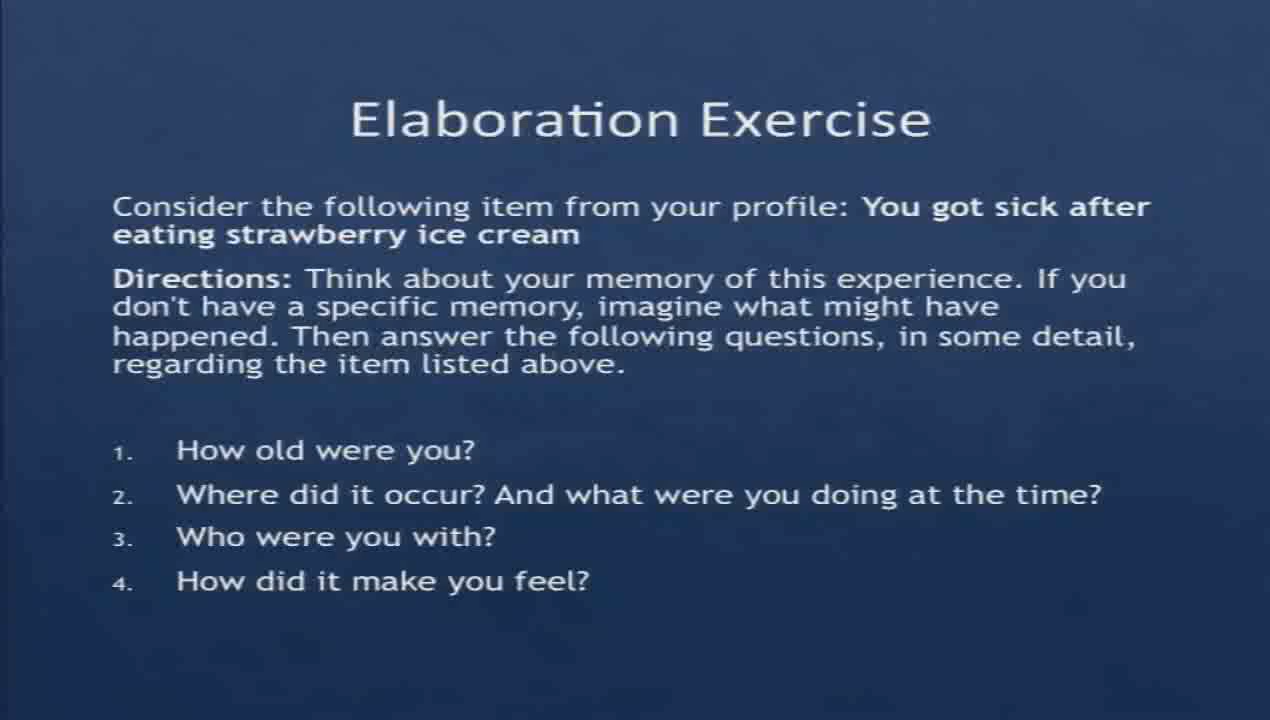 Elaboration Exercise
Consider the following item from your profile: You got sick after
eating strawberry ice cream
Directions: Think about your memory of this experience. If you
don't have a specific memory, imagine what might have
happened. Then answer the following questions, in some detail,
regarding the item listed above.
1. How old were you?
2. Where did it occur? And what were you doing at the time?
3. Who were you with?
4. How did it make you feel?